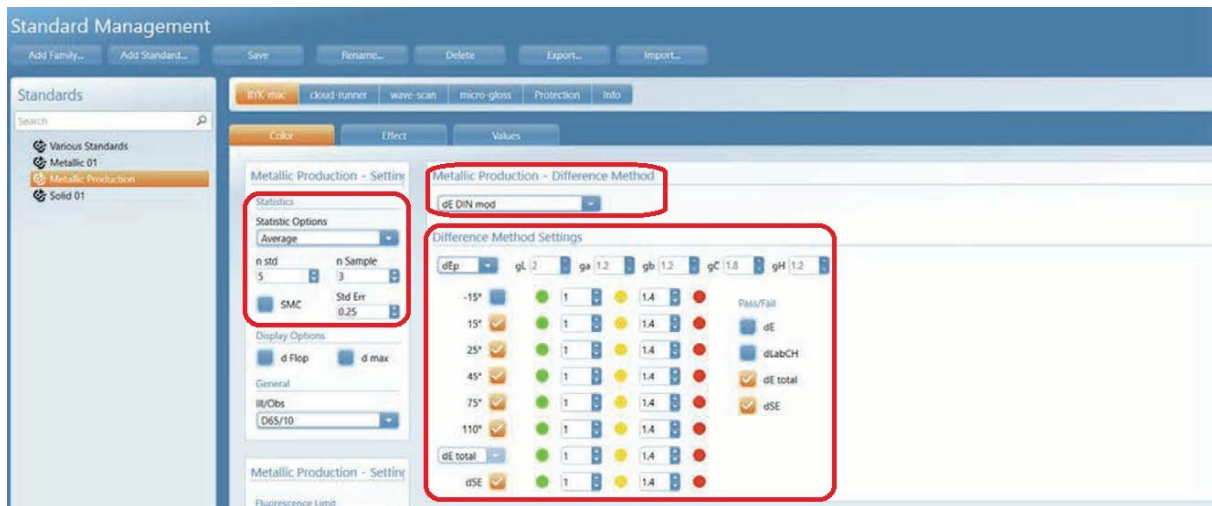 Standard Management
Add Family... Add Standard... Save Rename... Delete Export... Import...
Standards
Search
Various Standards
Metallic 01
Metallic Production
Solid 01
BYK-mac cloud-runner wave-scan micro-gloss Protection Info
Color Effect Values
Metallic Production - Setting
Statistics
Statistic Options
Average
n std n Sample
5 3
SMC Std Err
0.25
Display Options
d Flop d max
General
Ill/Obs
D65/10
Metallic Production - Setting
Fluorescence Limit
Metallic Production - Difference Method
dE DIN mod
Difference Method Settings
dEp gL 2 ga 1.2 gb 1.2 gC 1.8 gH 1.2
-15° 1 1.4
15° 1 1.4
25° 1 1.4
45° 1 1.4
75° 1 1.4
110° 1 1.4
dE total 1 1.4
dSE 1 1.4
Pass/Fail
dE
dLabCH
dE total
dSE